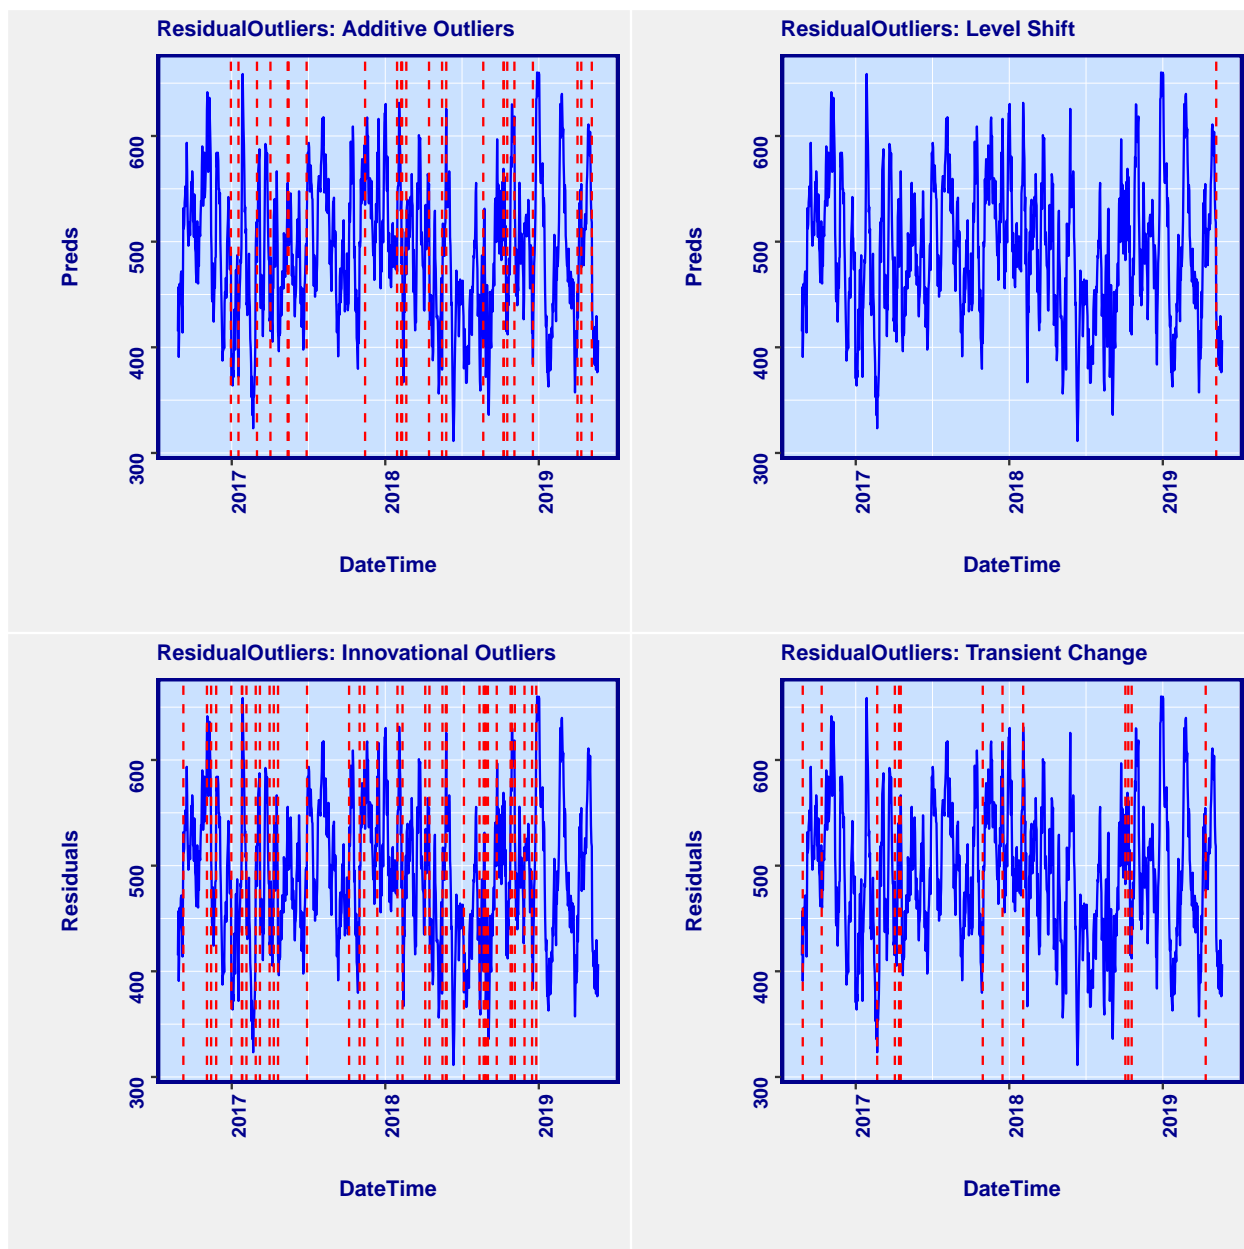 ResidualOutliers: Additive Outliers
Preds
600
500
400
300
2017
2018
2019
DateTime
ResidualOutliers: Level Shift
Preds
600
500
400
300
2017
2018
2019
DateTime
ResidualOutliers: Innovational Outliers
Residuals
600
500
400
300
2017
2018
2019
DateTime
ResidualOutliers: Transient Change
Residuals
600
500
400
300
2017
2018
2019
DateTime